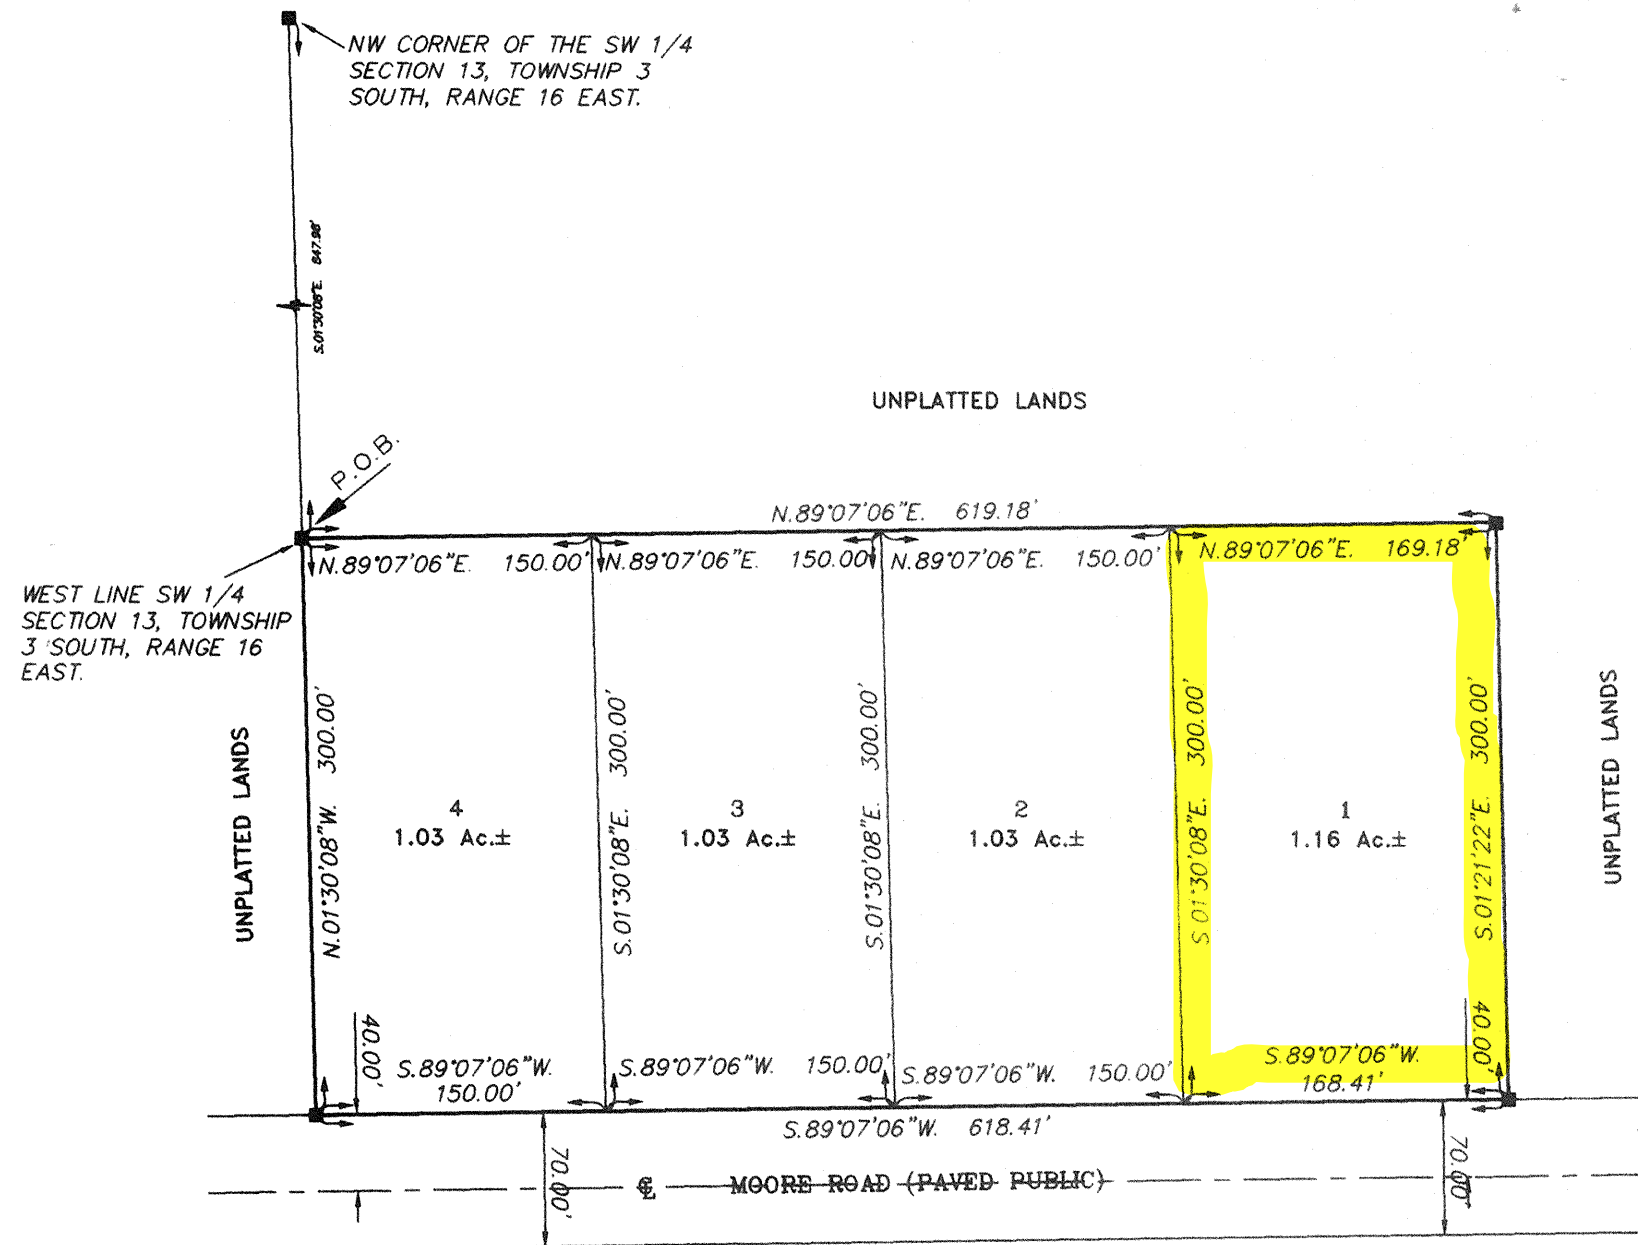 NW CORNER OF THE SW 1/4
SECTION 13, TOWNSHIP 3
SOUTH, RANGE 16 EAST.
S.01°30'08"E. 847.98'
UNPLATTED LANDS
P.O.B.
N.89°07'06"E. 619.18'
N.89°07'06"E. 150.00'
N.89°07'06"E. 150.00'
N.89°07'06"E. 150.00'
N.89°07'06"E. 169.18'
WEST LINE SW 1/4
SECTION 13, TOWNSHIP
3 SOUTH, RANGE 16
EAST.
UNPLATTED LANDS
N.01°30'08"W. 300.00'
4
1.03 Ac.±
S.01°30'08"E. 300.00'
3
1.03 Ac.±
S.01°30'08"E. 300.00'
2
1.03 Ac.±
S.01°30'08"E. 300.00'
1
1.16 Ac.±
S.01°21'22"E. 300.00'
UNPLATTED LANDS
40.00'
S.89°07'06"W.
150.00'
S.89°07'06"W. 150.00'
S.89°07'06"W. 150.00'
S.89°07'06"W.
168.41'
40.00'
S.89°07'06"W. 618.41'
70.00'
℄ MOORE ROAD (PAVED PUBLIC)
70.00'